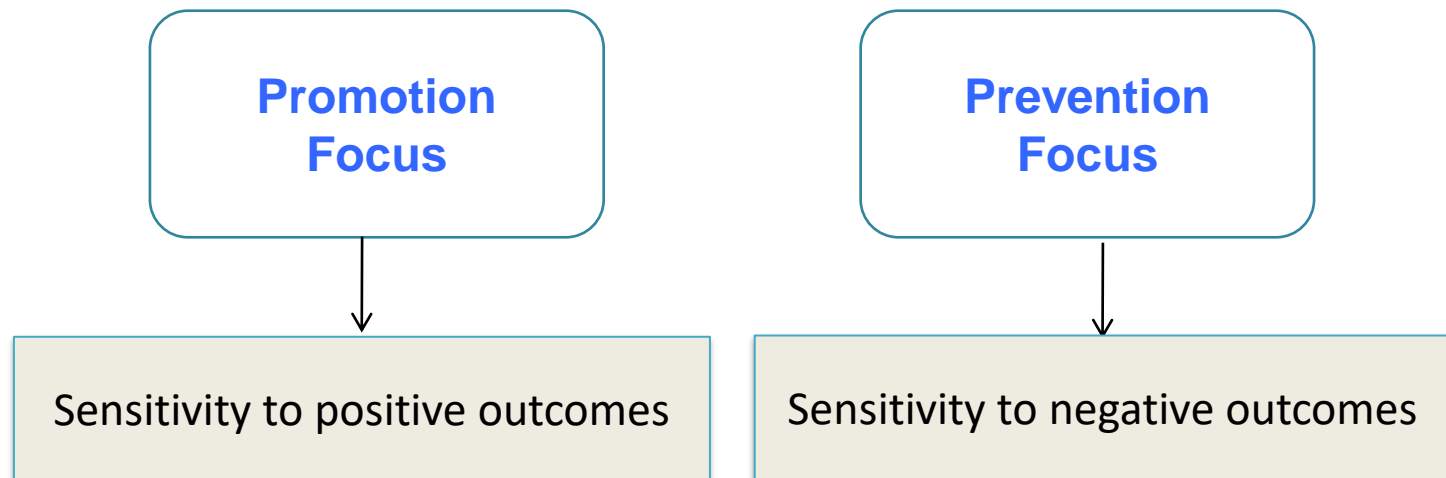 Promotion
Focus
Prevention
Focus
Sensitivity to positive outcomes
Sensitivity to negative outcomes